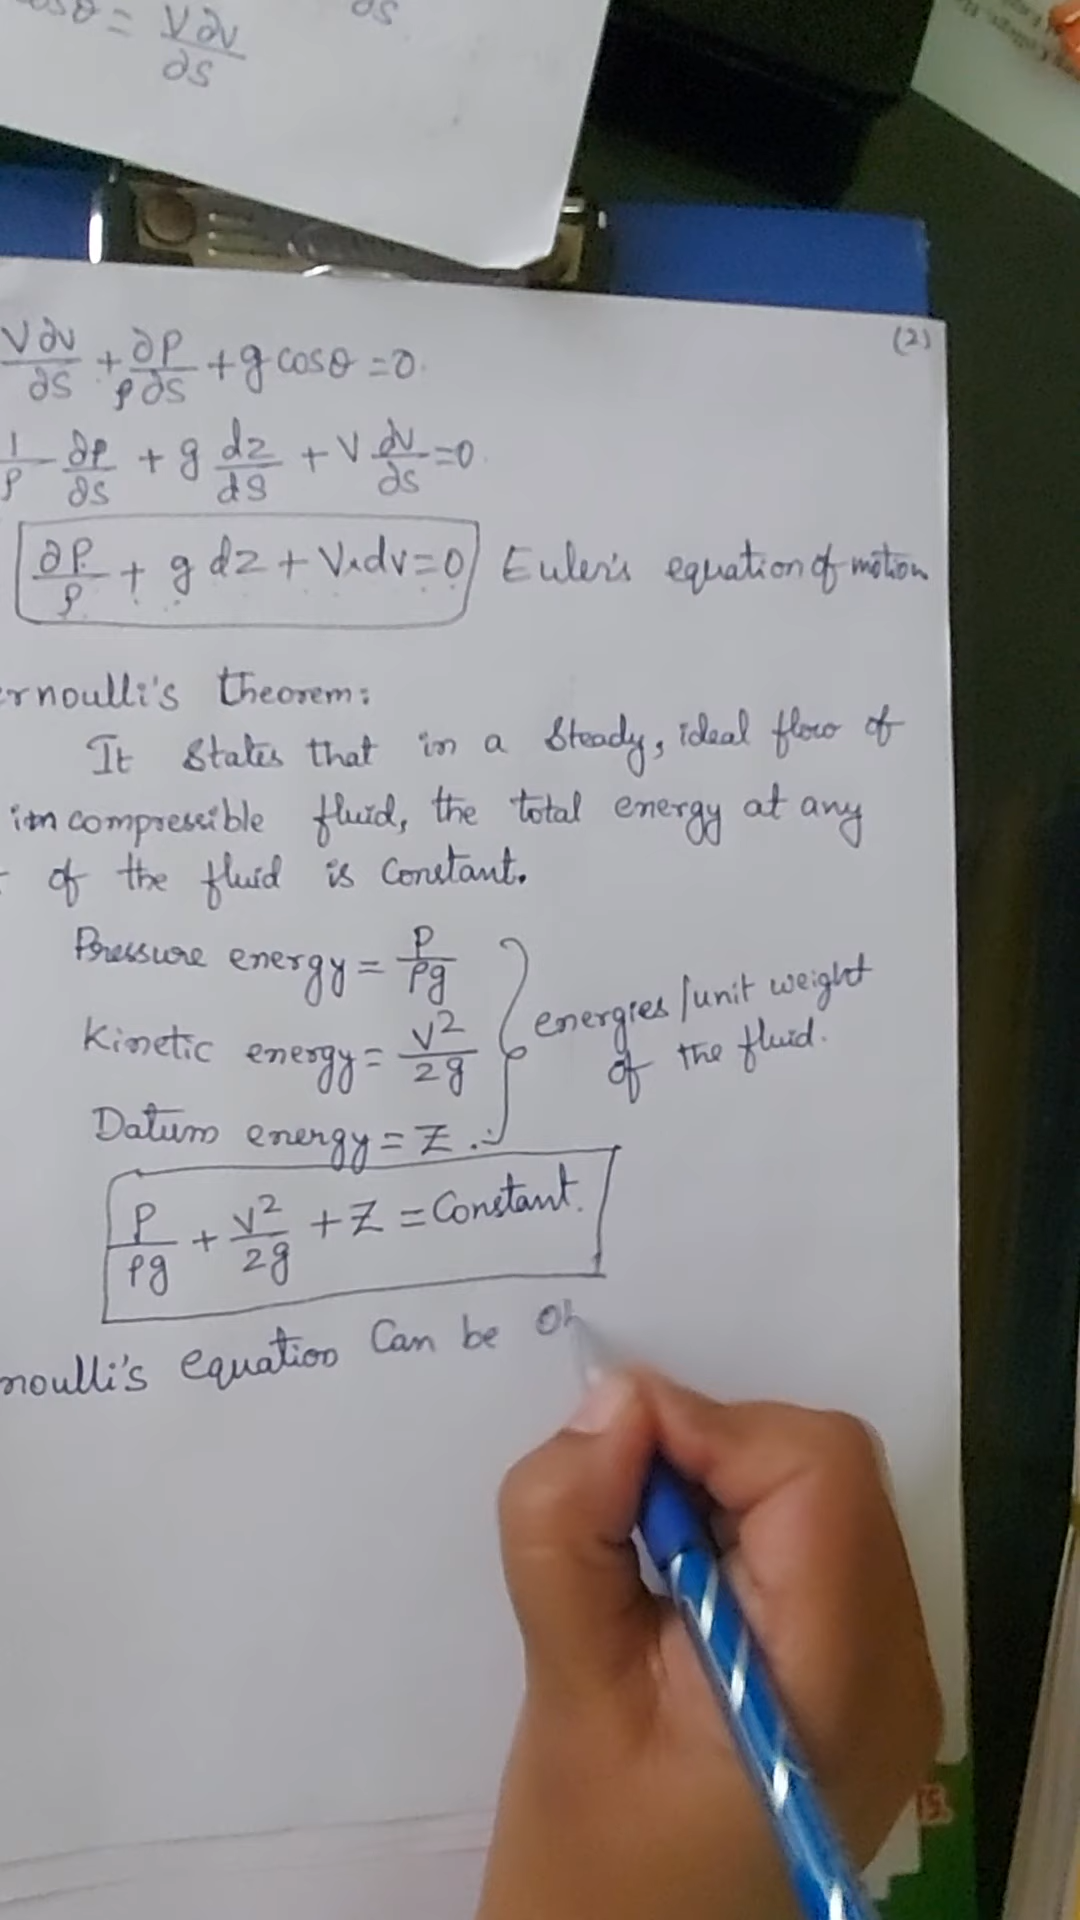 V∂v
∂s
∂s
(2)
V∂v/∂s + ∂P/ρ∂s + g cosθ = 0.
1/ρ ∂P/∂s + g dz/ds + V dv/∂s = 0.
∂P/ρ + g dz + V.dv = 0 Euler's equation of motion
ernoulli's theorem:
It states that in a steady, ideal flow of
incompressible fluid, the total energy at any
of the fluid is constant.
Pressure energy = P/ρg
Kinetic energy = V²/2g energies/unit weight of the fluid.
Datum energy = Z.
P/ρg + V²/2g + Z = Constant.
noulli's equation Can be Ob